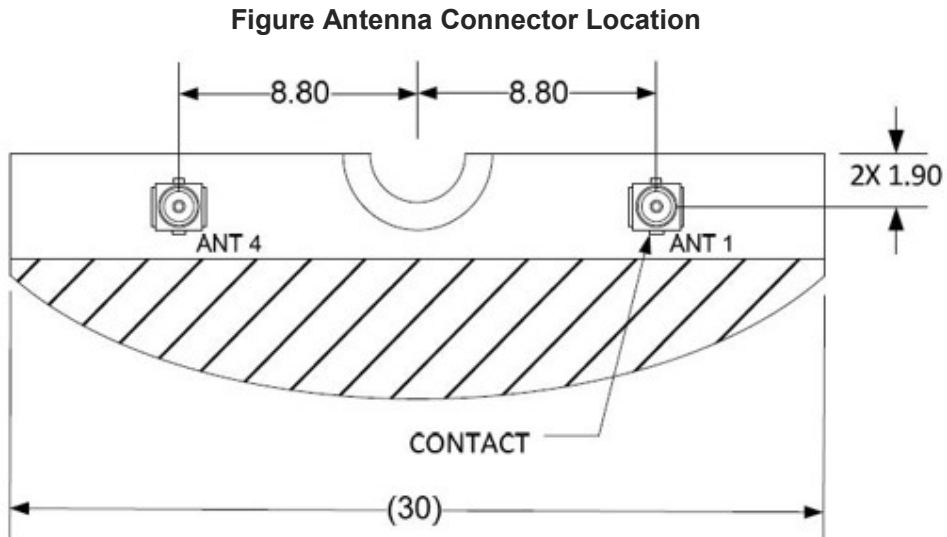 Figure Antenna Connector Location
8.80 8.80
2X 1.90
ANT 4 ANT 1
CONTACT
(30)